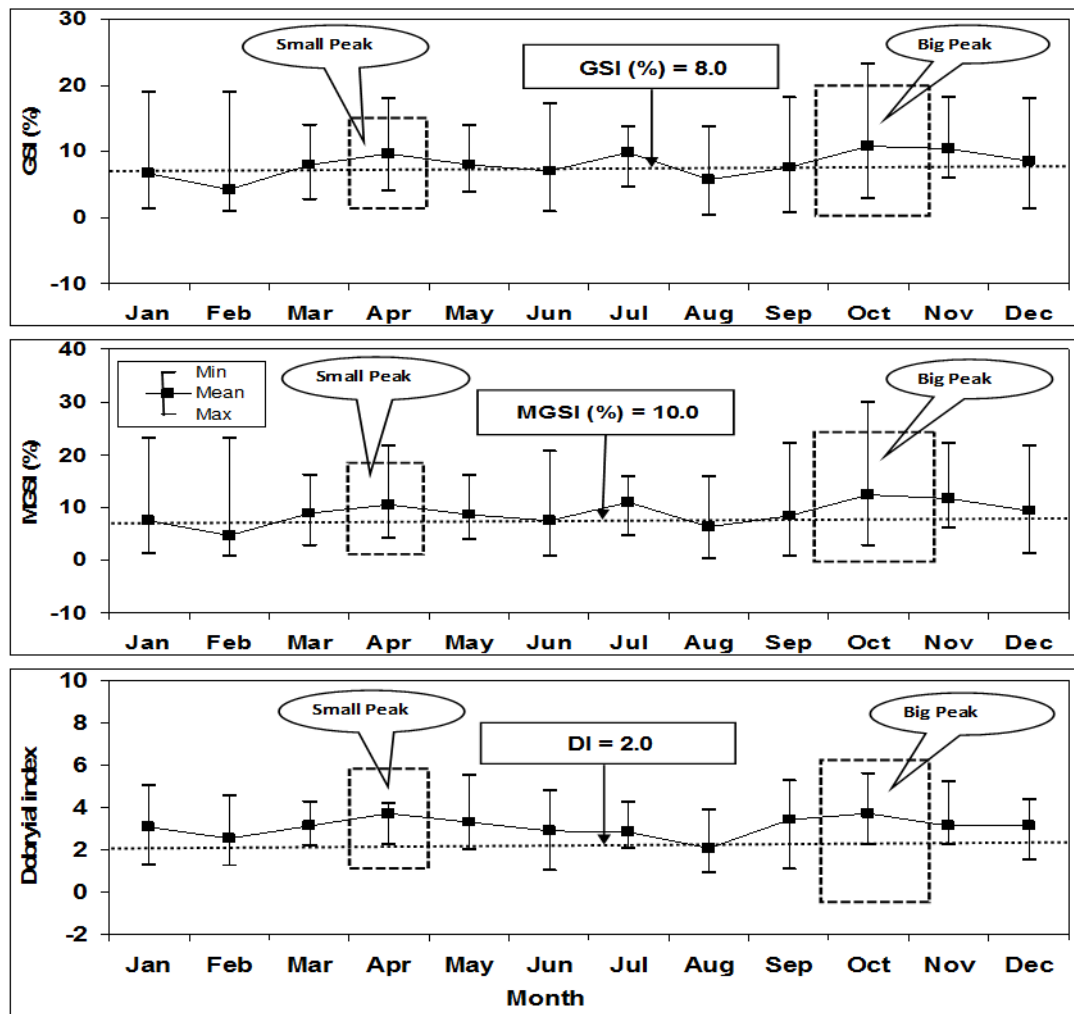 30
20
10
0
-10
GSI (%)
Small Peak
GSI (%) = 8.0
Big Peak
Jan Feb Mar Apr May Jun Jul Aug Sep Oct Nov Dec
40
30
20
10
0
-10
MGSI (%)
Min
Mean
Max
Small Peak
MGSI (%) = 10.0
Big Peak
Jan Feb Mar Apr May Jun Jul Aug Sep Oct Nov Dec
10
8
6
4
2
0
-2
Dobryial index
Small Peak
DI = 2.0
Big Peak
Jan Feb Mar Apr May Jun Jul Aug Sep Oct Nov Dec
Month